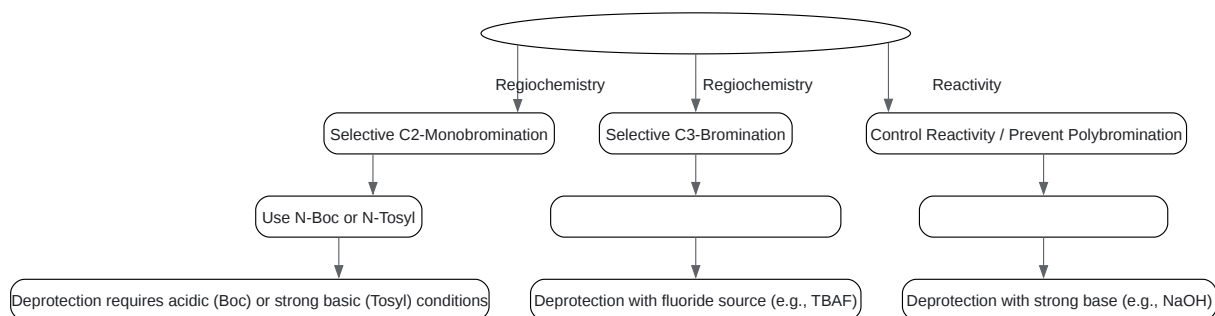 Regiochemistry
Regiochemistry
Reactivity
Selective C2-Monobromination
Selective C3-Bromination
Control Reactivity / Prevent Polybromination
Use N-Boc or N-Tosyl
Deprotection requires acidic (Boc) or strong basic (Tosyl) conditions
Deprotection with fluoride source (e.g., TBAF)
Deprotection with strong base (e.g., NaOH)